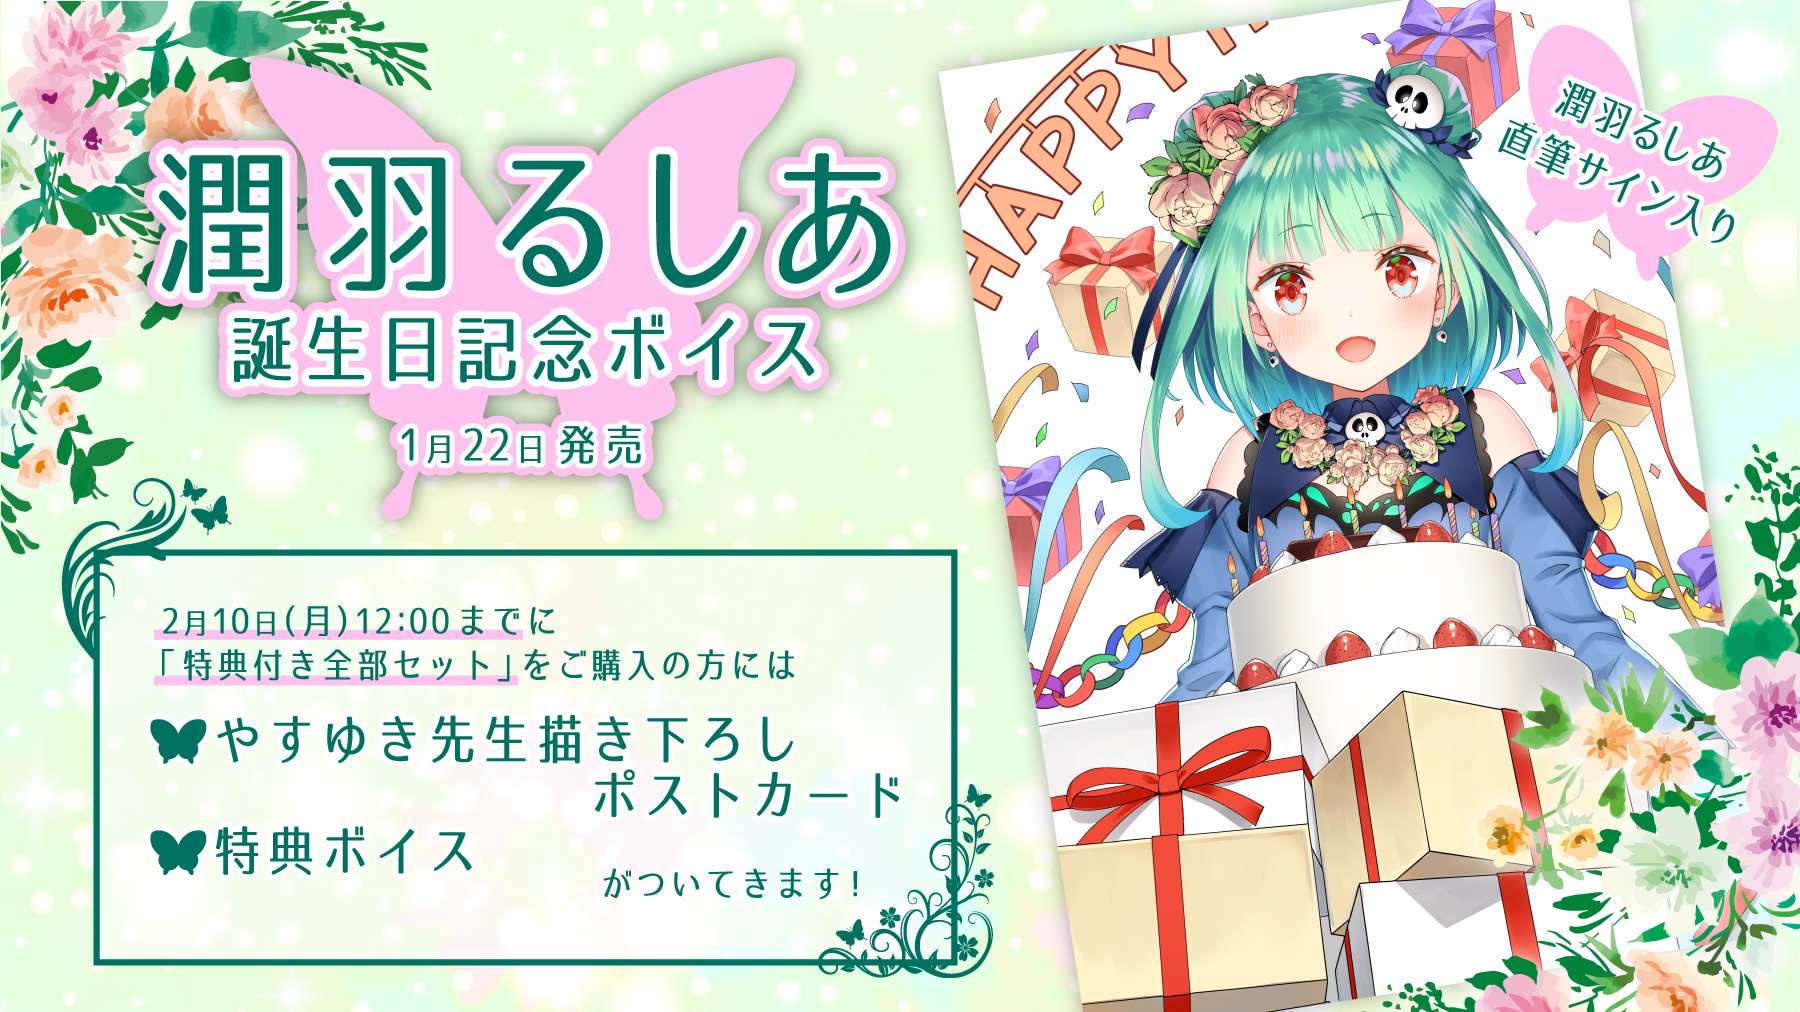 潤羽るしあ
誕生日記念ボイス
1月22日発売
2月10日(月)12:00までに
「特典付き全部セット」をご購入の方には
やすゆき先生描き下ろし
ポストカード
特典ボイス
がついてきます!
HAPPY
潤羽るしあ
直筆サイン入り